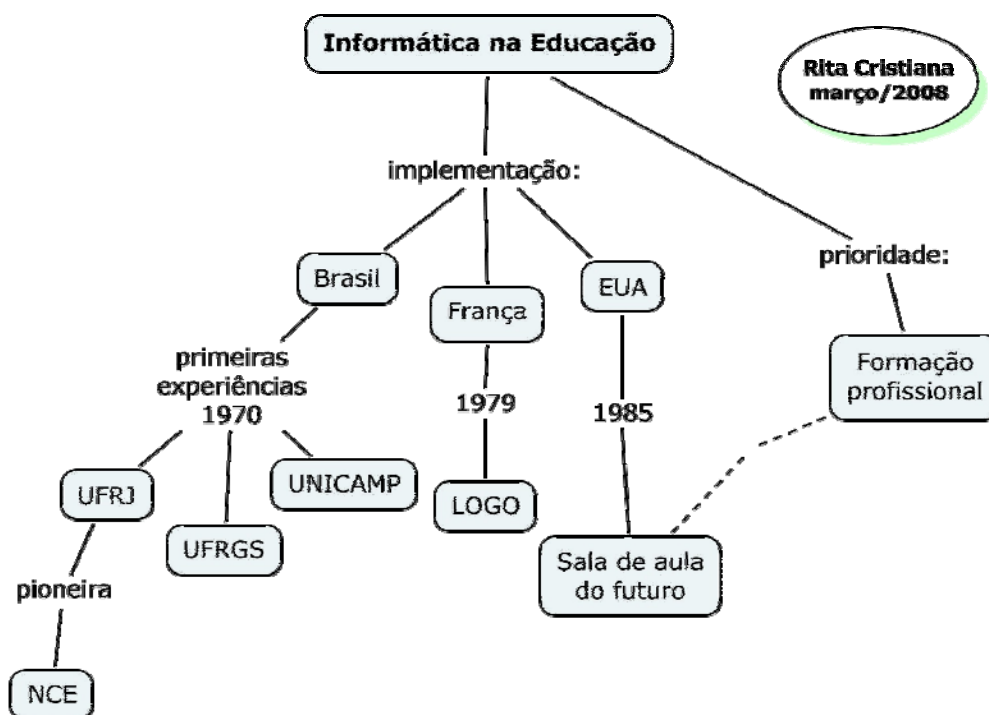 Informática na Educação
Rita Cristiana
março/2008
implementação:
prioridade:
Brasil
França
EUA
Formação
profissional
primeiras
experiências
1970
1979
1985
UFRJ
UFRGS
UNICAMP
LOGO
Sala de aula
do futuro
pioneira
NCE